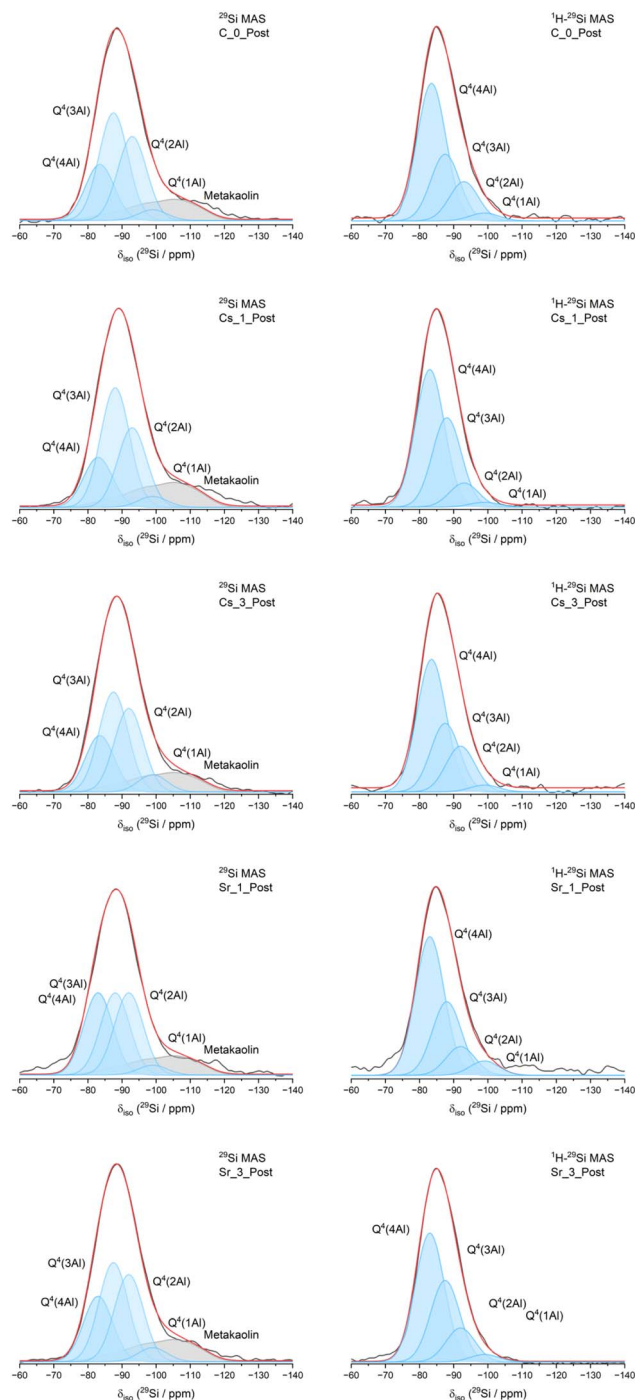 ²⁹Si MAS
C_0_Post
Q⁴(3Al)
Q⁴(2Al)
Q⁴(4Al)
Q⁴(1Al)
Metakaolin
−60 −70 −80 −90 −100 −110 −120 −130 −140
δiso (²⁹Si / ppm)
¹H-²⁹Si MAS
C_0_Post
Q⁴(4Al)
Q⁴(3Al)
Q⁴(2Al)
Q⁴(1Al)
−60 −70 −80 −90 −100 −110 −120 −130 −140
δiso (²⁹Si / ppm)
²⁹Si MAS
Cs_1_Post
Q⁴(3Al)
Q⁴(2Al)
Q⁴(4Al)
Q⁴(1Al)
Metakaolin
−60 −70 −80 −90 −100 −110 −120 −130 −140
δiso (²⁹Si / ppm)
¹H-²⁹Si MAS
Cs_1_Post
Q⁴(4Al)
Q⁴(3Al)
Q⁴(2Al)
Q⁴(1Al)
−60 −70 −80 −90 −100 −110 −120 −130 −140
δiso (²⁹Si / ppm)
²⁹Si MAS
Cs_3_Post
Q⁴(3Al)
Q⁴(2Al)
Q⁴(4Al)
Q⁴(1Al)
Metakaolin
−60 −70 −80 −90 −100 −110 −120 −130 −140
δiso (²⁹Si / ppm)
¹H-²⁹Si MAS
Cs_3_Post
Q⁴(4Al)
Q⁴(3Al)
Q⁴(2Al)
Q⁴(1Al)
−60 −70 −80 −90 −100 −110 −120 −130 −140
δiso (²⁹Si / ppm)
²⁹Si MAS
Sr_1_Post
Q⁴(3Al)
Q⁴(4Al)
Q⁴(2Al)
Q⁴(1Al)
Metakaolin
−60 −70 −80 −90 −100 −110 −120 −130 −140
δiso (²⁹Si / ppm)
¹H-²⁹Si MAS
Sr_1_Post
Q⁴(4Al)
Q⁴(3Al)
Q⁴(2Al)
Q⁴(1Al)
−60 −70 −80 −90 −100 −110 −120 −130 −140
δiso (²⁹Si / ppm)
²⁹Si MAS
Sr_3_Post
Q⁴(3Al)
Q⁴(2Al)
Q⁴(4Al)
Q⁴(1Al)
Metakaolin
−60 −70 −80 −90 −100 −110 −120 −130 −140
δiso (²⁹Si / ppm)
¹H-²⁹Si MAS
Sr_3_Post
Q⁴(4Al)
Q⁴(3Al)
Q⁴(2Al)
Q⁴(1Al)
−60 −70 −80 −90 −100 −110 −120 −130 −140
δiso (²⁹Si / ppm)